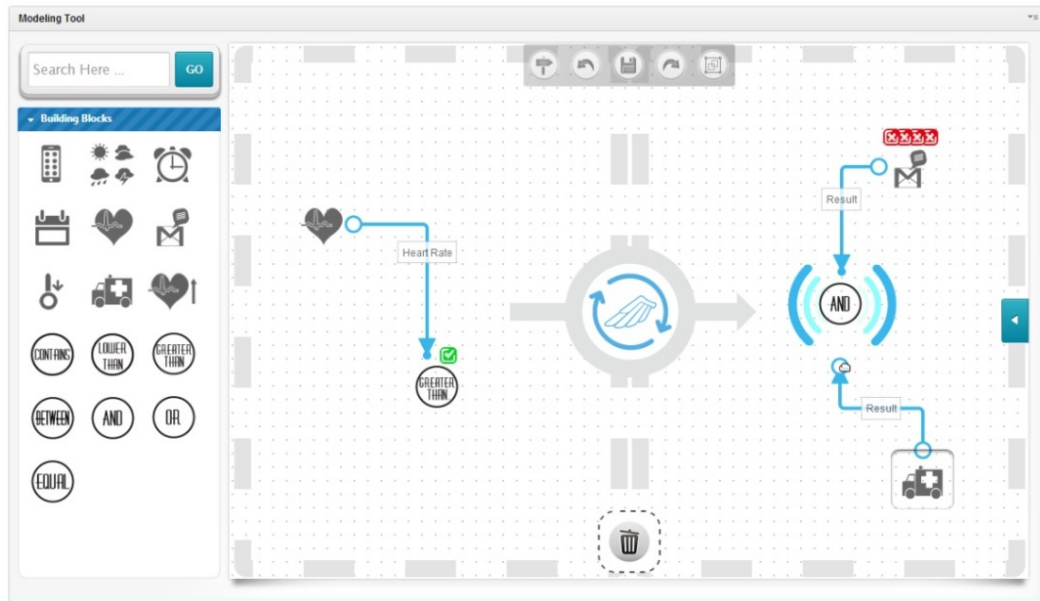 Modeling Tool
Search Here ...
GO
Building Blocks
CONTAINS
LOWER THAN
GREATER THAN
BETWEEN
AND
OR
EQUAL
Heart Rate
GREATER THAN
Result
AND
Result